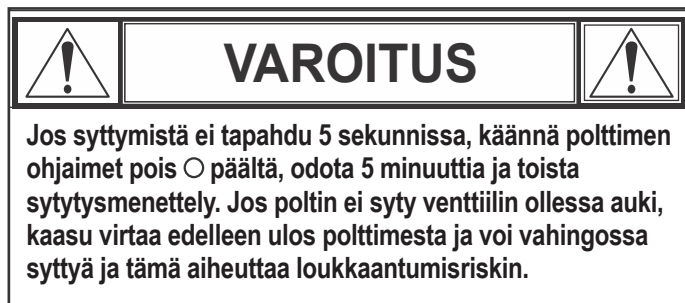 VAROITUS
Jos syttymistä ei tapahdu 5 sekunnissa, käännä polttimen
ohjaimet pois ○ päältä, odota 5 minuuttia ja toista
sytytysmenettely. Jos poltin ei syty venttiilin ollessa auki,
kaasu virtaa edelleen ulos polttimesta ja voi vahingossa
syttyä ja tämä aiheuttaa loukkaantumisriskin.